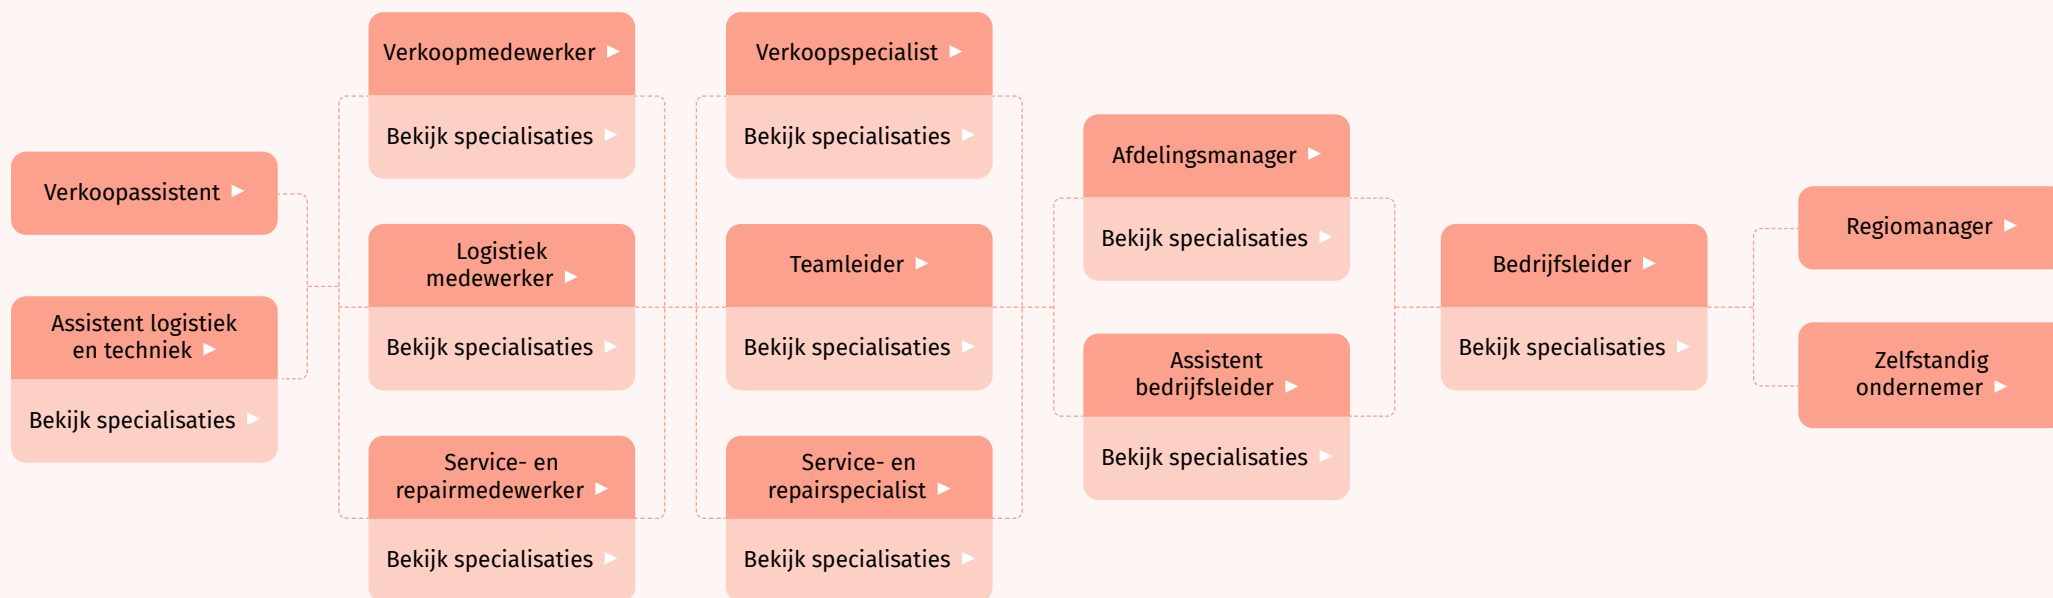 Verkoopassistent
Assistent logistiek
en techniek
Bekijk specialisaties
Verkoopmedewerker
Bekijk specialisaties
Logistiek
medewerker
Bekijk specialisaties
Service- en
repairmedewerker
Bekijk specialisaties
Verkoopspecialist
Bekijk specialisaties
Teamleider
Bekijk specialisaties
Service- en
repairspecialist
Bekijk specialisaties
Afdelingsmanager
Bekijk specialisaties
Assistent
bedrijfsleider
Bekijk specialisaties
Bedrijfsleider
Bekijk specialisaties
Regiomanager
Zelfstandig
ondernemer